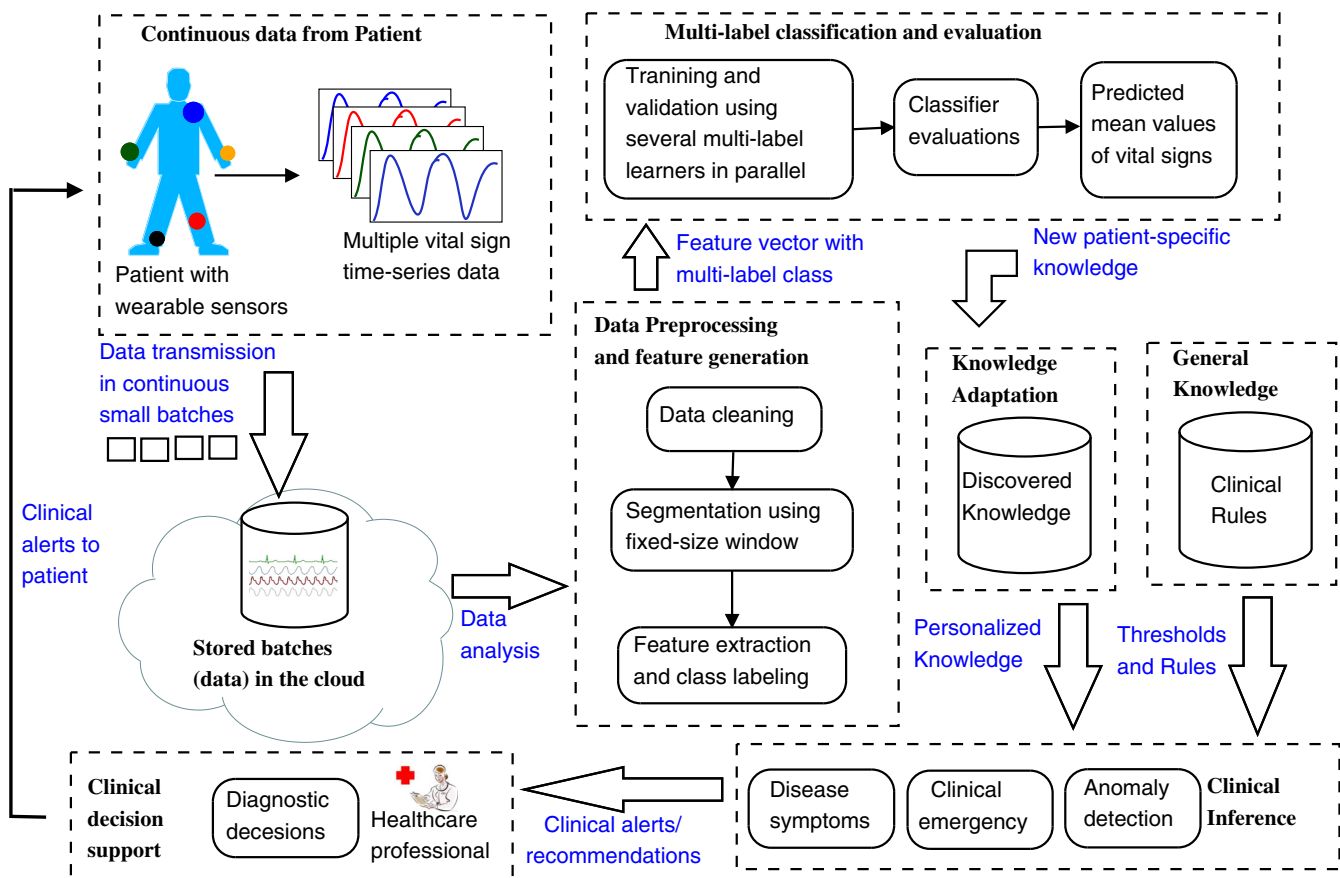 Continuous data from Patient
Patient with
wearable sensors
Multiple vital sign
time-series data
Multi-label classification and evaluation
Tranining and
validation using
several multi-label
learners in parallel
Classifier
evaluations
Predicted
mean values
of vital signs
Feature vector with
multi-label class
New patient-specific
knowledge
Data transmission
in continuous
small batches
Clinical
alerts to
patient
Stored batches
(data) in the cloud
Data
analysis
Data Preprocessing
and feature generation
Data cleaning
Segmentation using
fixed-size window
Feature extraction
and class labeling
Knowledge
Adaptation
Discovered
Knowledge
General
Knowledge
Clinical
Rules
Personalized
Knowledge
Thresholds
and Rules
Clinical
decision
support
Diagnostic
decesions
Healthcare
professional
Clinical alerts/
recommendations
Disease
symptoms
Clinical
emergency
Anomaly
detection
Clinical
Inference